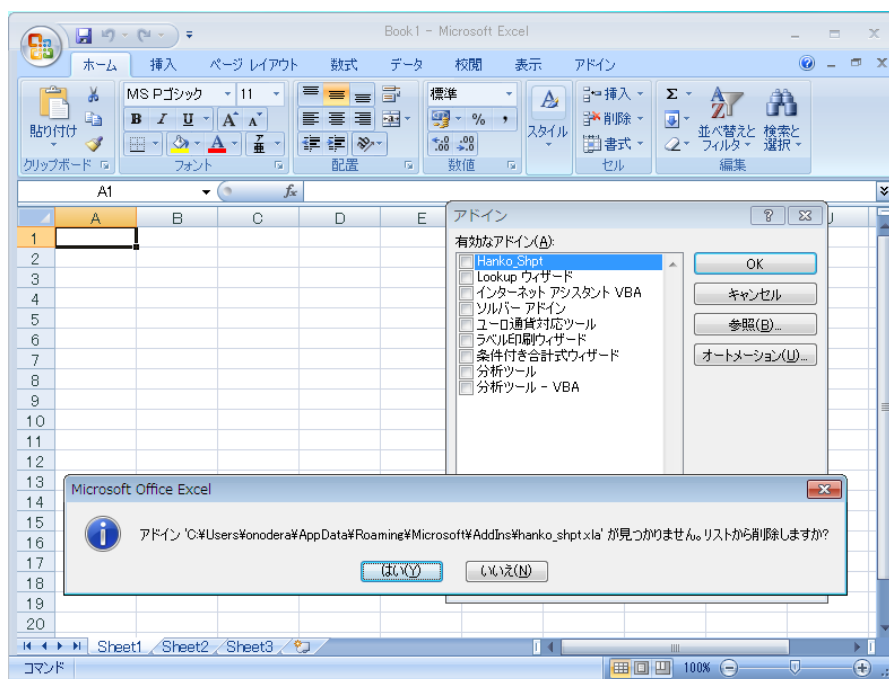 Book1 - Microsoft Excel
ホーム 挿入 ページ レイアウト 数式 データ 校閲 表示 アドイン
MS Pゴシック 11 標準 挿入 Σ
貼り付け B I U A A % , スタイル 削除 並べ替えと フィルタ 検索と 選択
A ア亜 .00 .0 書式
クリップボード フォント 配置 数値 セル 編集
A1 fx
A B C D E J
アドイン
有効なアドイン(A):
Hanko_Shpt
Lookup ウィザード
インターネット アシスタント VBA
ソルバー アドイン
ユーロ通貨対応ツール
ラベル印刷ウィザード
条件付き合計式ウィザード
分析ツール
分析ツール - VBA
OK
キャンセル
参照(B)...
オートメーション(U)...
1
2
3
4
5
6
7
8
9
10
11
12
13
14
15
16
17
18
19
20
Microsoft Office Excel
アドイン 'C:¥Users¥onodera¥AppData¥Roaming¥Microsoft¥AddIns¥hanko_shpt.xla' が見つかりません。リストから削除しますか?
はい(Y) いいえ(N)
Sheet1 Sheet2 Sheet3
コマンド 100%